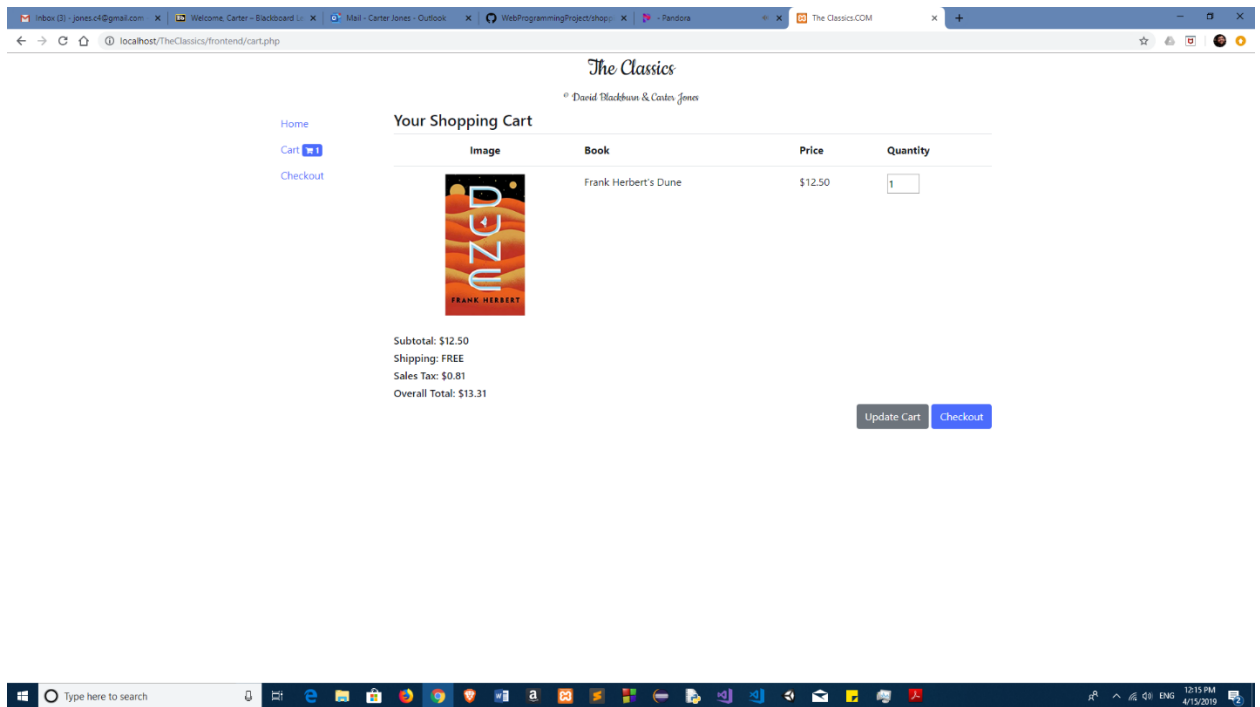 Inbox (3) - jones.c4@gmail.com
Welcome, Carter – Blackboard Le
Mail - Carter Jones - Outlook
WebProgrammingProject/shopp
- Pandora
The Classics.COM
localhost/TheClassics/frontend/cart.php
The Classics
© David Blackburn & Carter Jones
Home
Cart 1
Checkout
Your Shopping Cart
Image Book Price Quantity
DUNE
FRANK HERBERT
Frank Herbert's Dune $12.50 1
Subtotal: $12.50
Shipping: FREE
Sales Tax: $0.81
Overall Total: $13.31
Update Cart Checkout
Type here to search
ENG
12:15 PM
4/15/2019
2